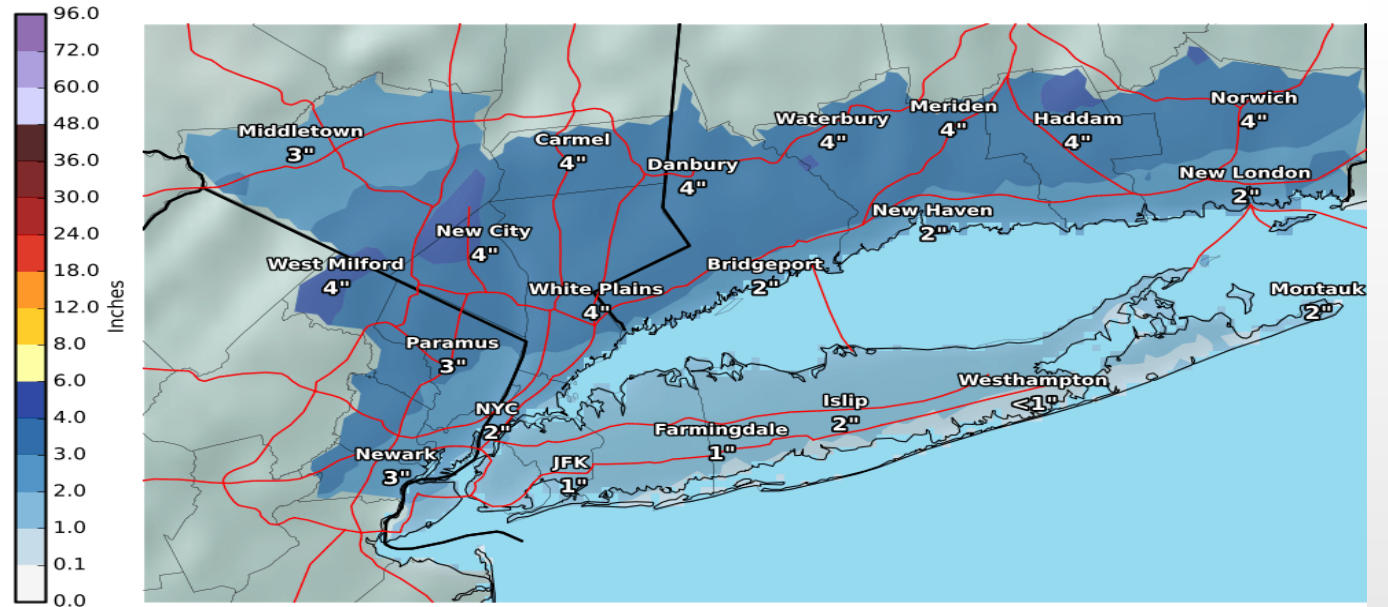 96.0
72.0
60.0
48.0
36.0
30.0
24.0
18.0
12.0
8.0
6.0
4.0
3.0
2.0
1.0
0.1
0.0
Inches
Middletown
3"
Carmel
4"
Danbury
4"
Waterbury
4"
Meriden
4"
Haddam
4"
Norwich
4"
New London
2"
New Haven
2"
New City
4"
West Milford
4"
White Plains
4"
Bridgeport
2"
Montauk
2"
Paramus
3"
Westhampton
<1"
NYC
2"
Islip
2"
Farmingdale
1"
Newark
3"
JFK
1"